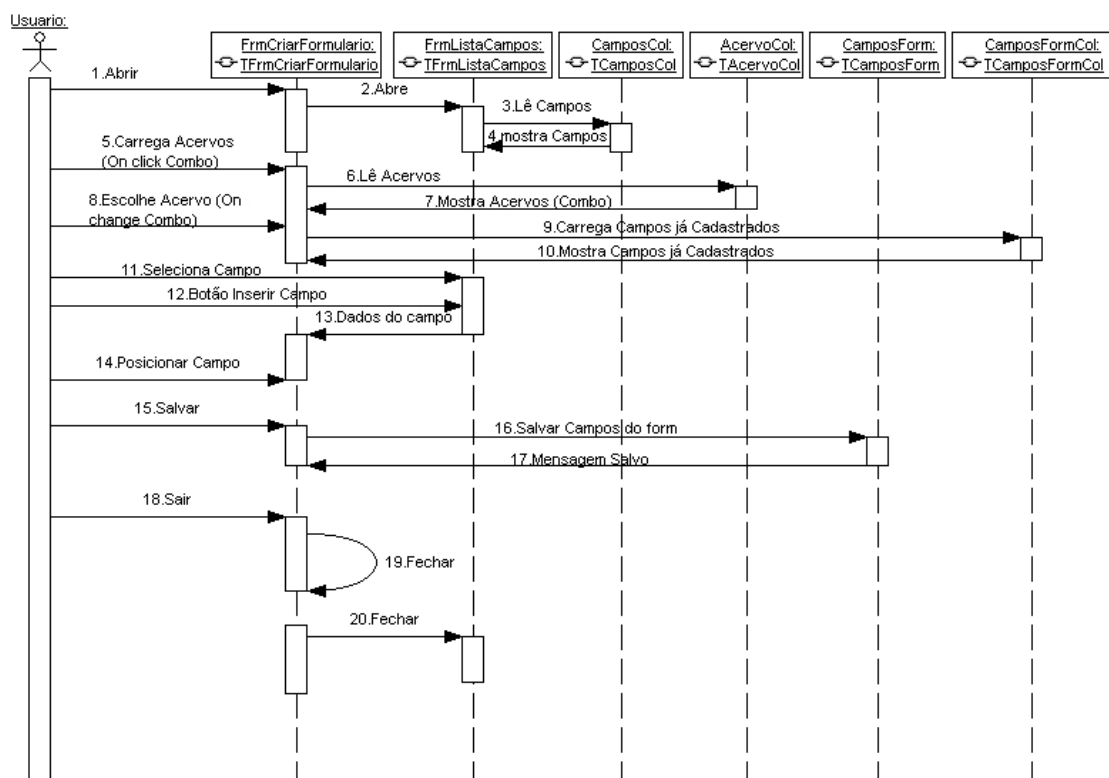 Usuario:
FrmCriarFormulario:
TFrmCriarFormulario
FrmListaCampos:
TFrmListaCampos
CamposCol:
TCamposCol
AcervoCol:
TAcervoCol
CamposForm:
TCamposForm
CamposFormCol:
TCamposFormCol
1.Abrir
2.Abre
3.Lê Campos
4.mostra Campos
5.Carrega Acervos
(On click Combo)
6.Lê Acervos
7.Mostra Acervos (Combo)
8.Escolhe Acervo (On
change Combo)
9.Carrega Campos já Cadastrados
10.Mostra Campos já Cadastrados
11.Seleciona Campo
12.Botão Inserir Campo
13.Dados do campo
14.Posicionar Campo
15.Salvar
16.Salvar Campos do form
17.Mensagem Salvo
18.Sair
19.Fechar
20.Fechar